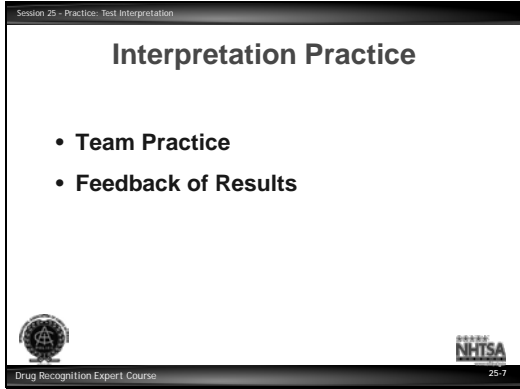 Session 25 - Practice: Test Interpretation
Interpretation Practice
• Team Practice
• Feedback of Results
NHTSA
Drug Recognition Expert Course
25-7